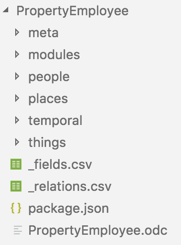 PropertyEmployee
meta
modules
people
places
temporal
things
_fields.csv
_relations.csv
{ } package.json
PropertyEmployee.odc